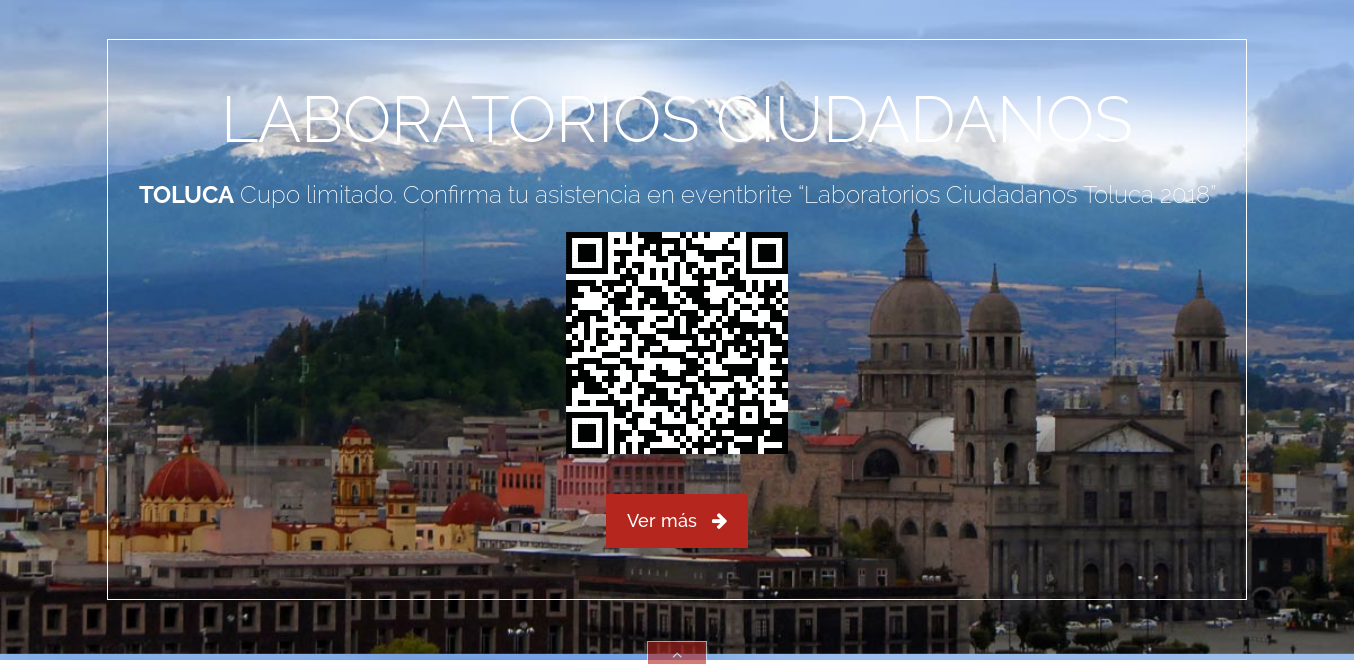 LABORATORIOS CIUDADANOS
TOLUCA Cupo limitado. Confirma tu asistencia en eventbrite “Laboratorios Ciudadanos Toluca 2018”
Ver más